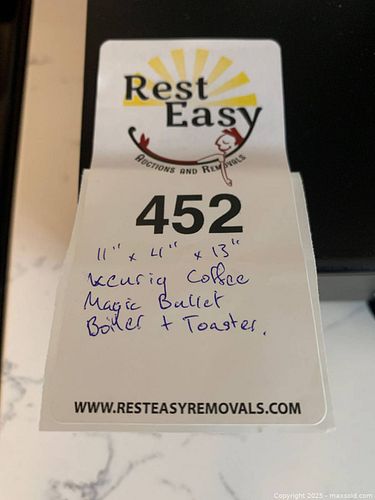 Rest
Easy
AUCTIONS AND REMOVALS
452
11" x 4" x 13"
Keurig Coffee
Magic Bullet
Boiler + Toaster.
WWW.RESTEASYREMOVALS.COM
Copyright 2025 - maxsold.com